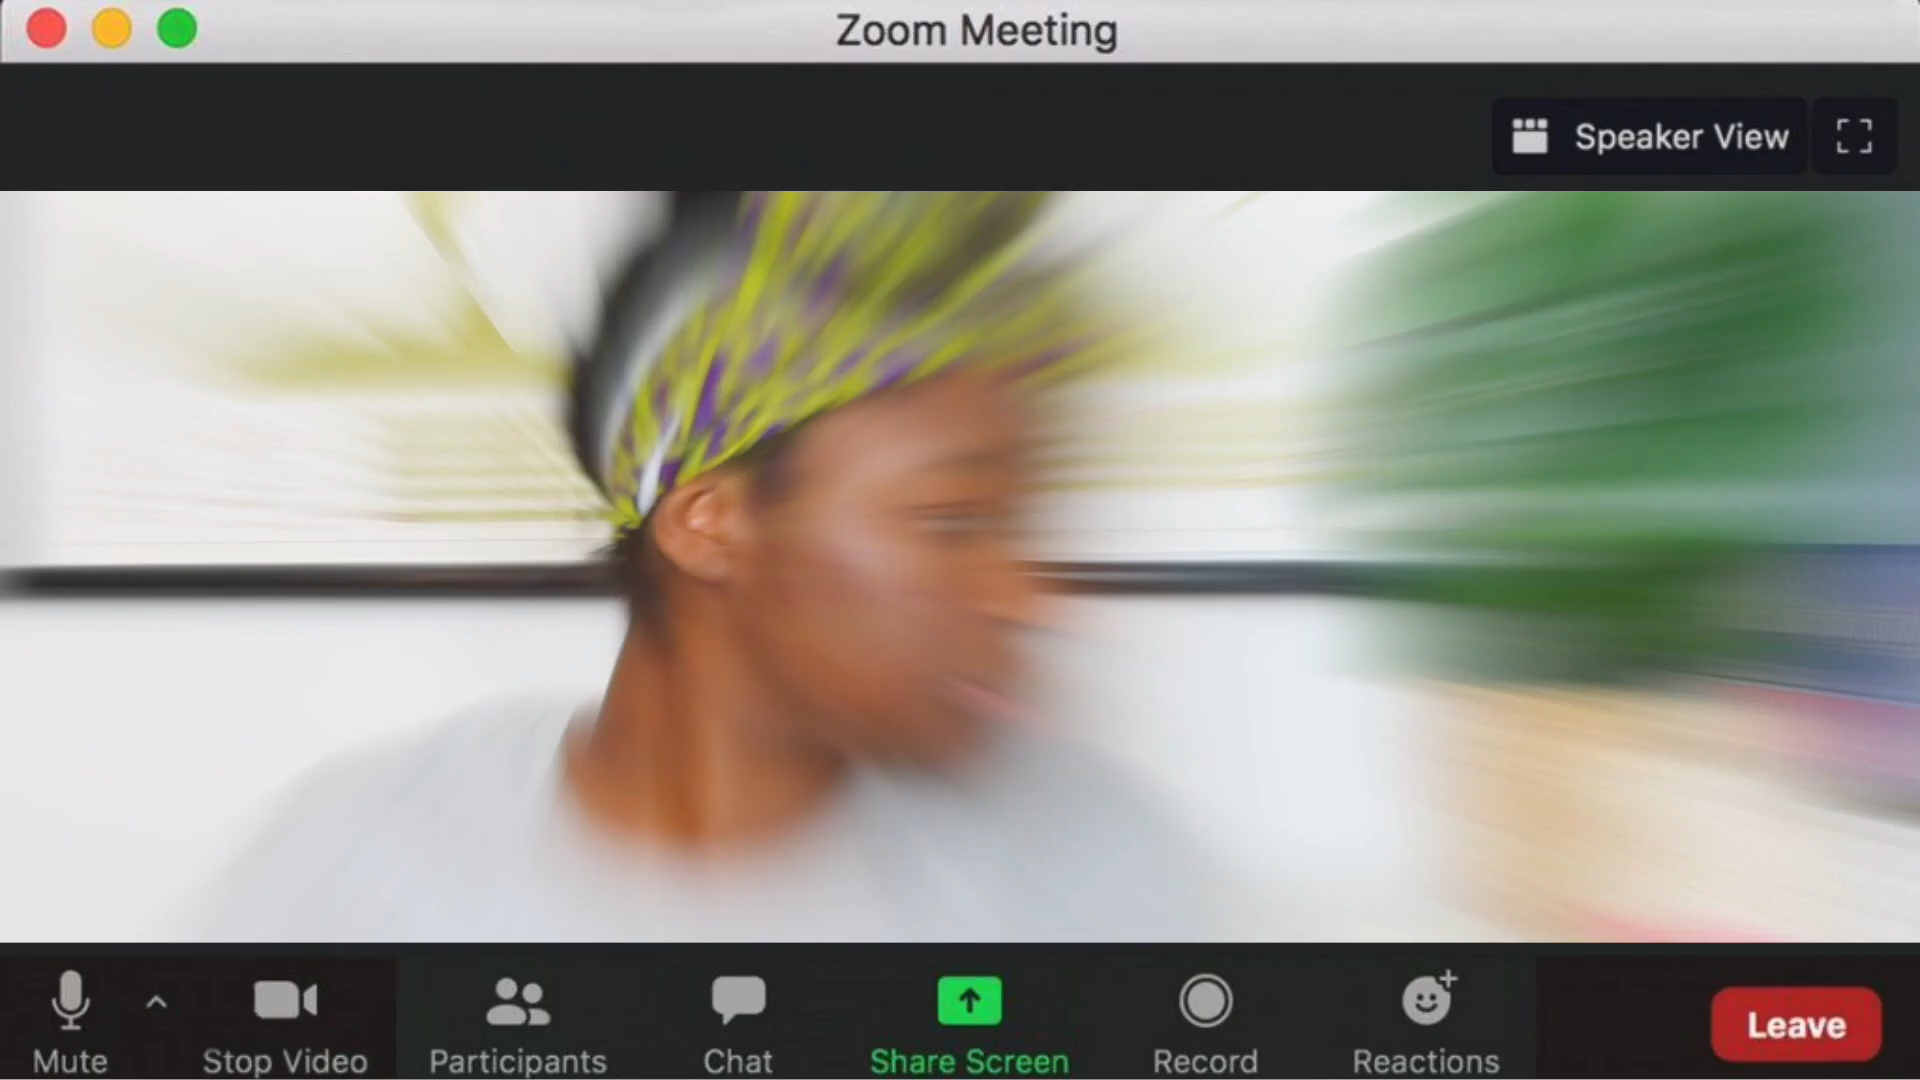 Zoom Meeting
Speaker View
Mute
Stop Video
Participants
Chat
Share Screen
Record
Reactions
Leave